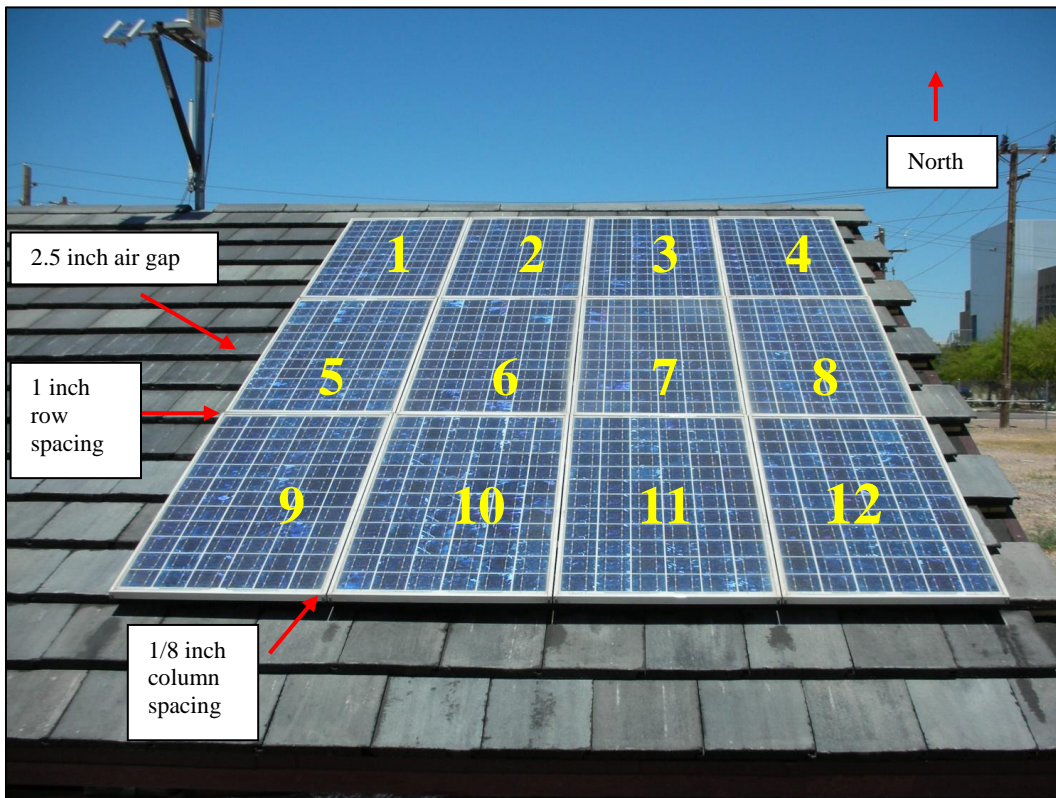 North
2.5 inch air gap
1 2 3 4
1 inch
row
spacing
5 6 7 8
9 10 11 12
1/8 inch
column
spacing